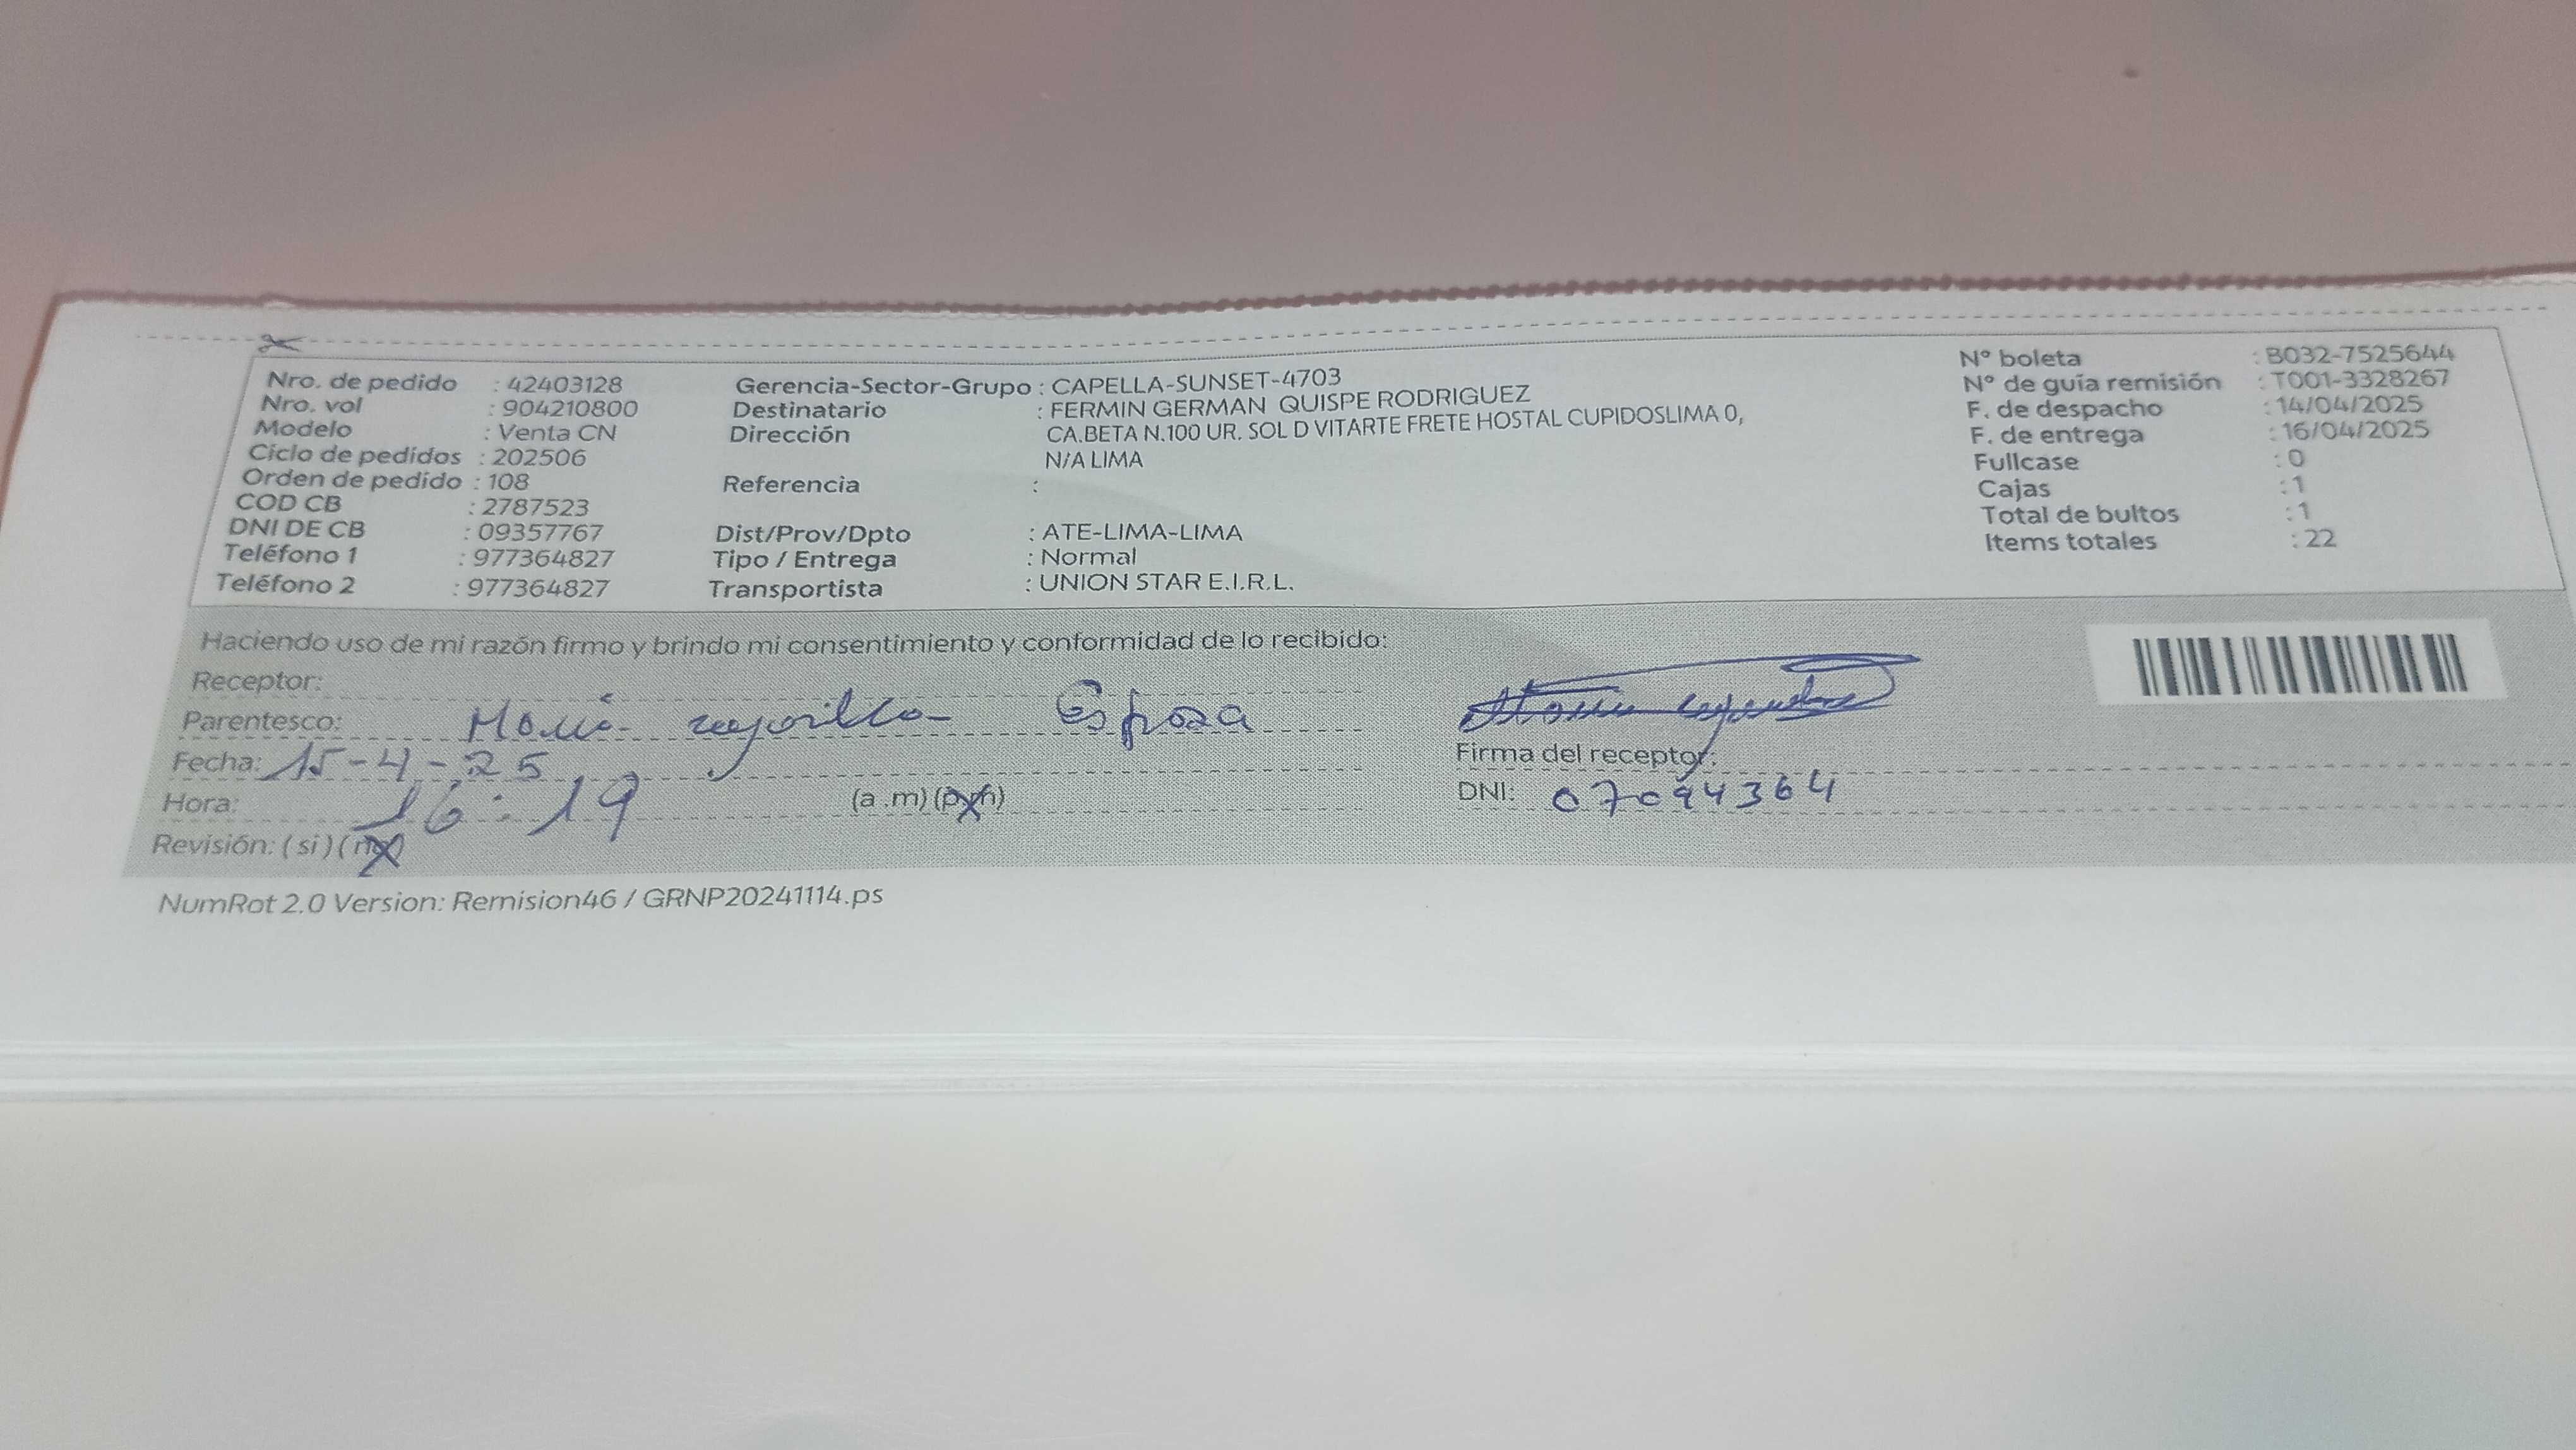 Nro. de pedido : 42403128
Nro. vol : 904210800
Modelo : Venta CN
Ciclo de pedidos : 202506
Orden de pedido : 108
COD CB : 2787523
DNI DE CB : 09357767
Teléfono 1 : 977364827
Teléfono 2 : 977364827
Gerencia-Sector-Grupo : CAPELLA-SUNSET-4703
Destinatario : FERMIN GERMAN QUISPE RODRIGUEZ
Dirección CA.BETA N.100 UR. SOL D VITARTE FRETE HOSTAL CUPIDOSLIMA 0,
N/A LIMA
Referencia :
Dist/Prov/Dpto : ATE-LIMA-LIMA
Tipo / Entrega : Normal
Transportista : UNION STAR E.I.R.L.
N° boleta : B032-7525644
N° de guía remisión : T001-3328267
F. de despacho : 14/04/2025
F. de entrega : 16/04/2025
Fullcase : 0
Cajas : 1
Total de bultos : 1
Items totales : 22
Haciendo uso de mi razón firmo y brindo mi consentimiento y conformidad de lo recibido:
Receptor:
Parentesco: María Esposa
Fecha: 15-4-25
Hora: 16:19 (a .m) (p.m)
Revisión: ( si ) ( no )
Firma del receptor:
DNI: 07094364
NumRot 2.0 Version: Remision46 / GRNP20241114.ps